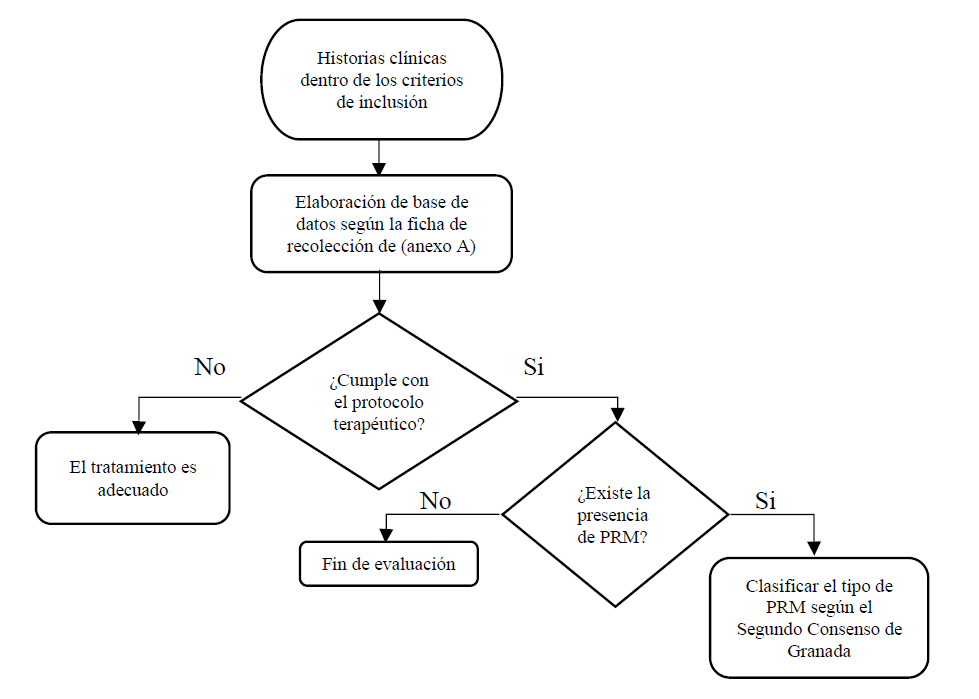 Historias clínicas
dentro de los criterios
de inclusión
Elaboración de base de
datos según la ficha de
recolección de (anexo A)
No
Si
¿Cumple con
el protocolo
terapéutico?
El tratamiento es
adecuado
No
Si
¿Existe la
presencia
de PRM?
Fin de evaluación
Clasificar el tipo de
PRM según el
Segundo Consenso de
Granada